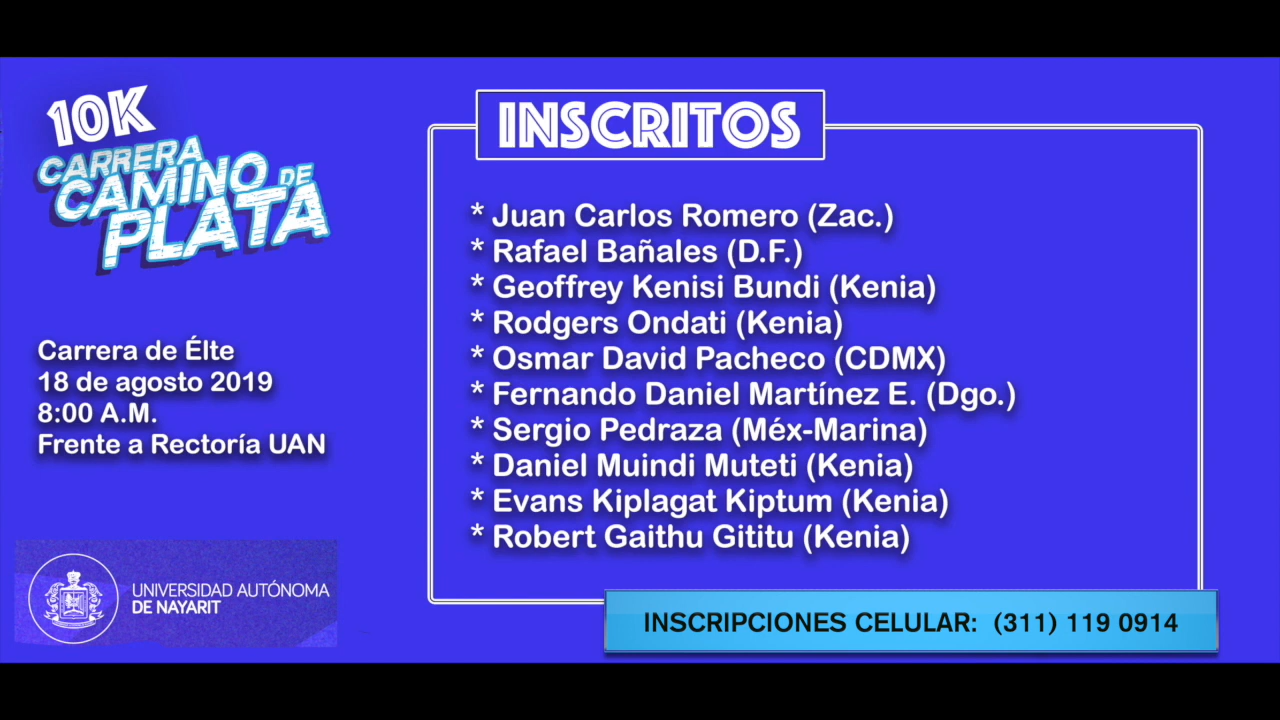 10K
CARRERA
CAMINO DE
PLATA
Carrera de Élte
18 de agosto 2019
8:00 A.M.
Frente a Rectoría UAN
UNIVERSIDAD AUTÓNOMA
DE NAYARIT
INSCRITOS
* Juan Carlos Romero (Zac.)
* Rafael Bañales (D.F.)
* Geoffrey Kenisi Bundi (Kenia)
* Rodgers Ondati (Kenia)
* Osmar David Pacheco (CDMX)
* Fernando Daniel Martínez E. (Dgo.)
* Sergio Pedraza (Méx-Marina)
* Daniel Muindi Muteti (Kenia)
* Evans Kiplagat Kiptum (Kenia)
* Robert Gaithu Gititu (Kenia)
INSCRIPCIONES CELULAR: (311) 119 0914